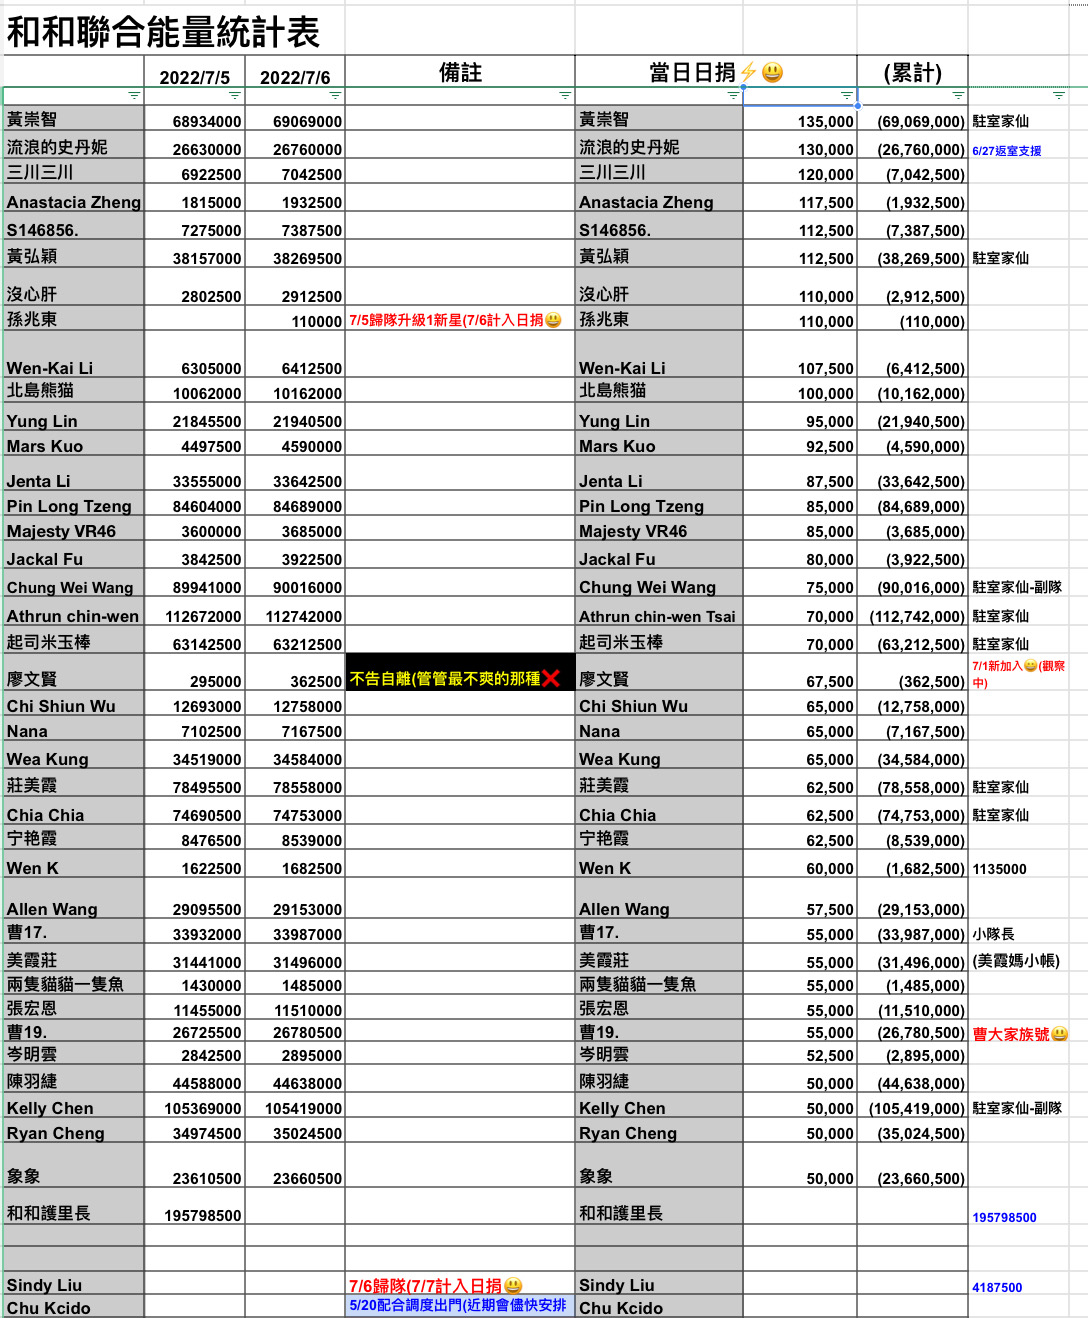 和和聯合能量統計表
2022/7/5 2022/7/6 備註 當日日捐⚡😃 (累計)
黃崇智 68934000 69069000 黃崇智 135,000 (69,069,000) 駐室家仙
流浪的史丹妮 26630000 26760000 流浪的史丹妮 130,000 (26,760,000) 6/27返室支援
三川三川 6922500 7042500 三川三川 120,000 (7,042,500)
Anastacia Zheng 1815000 1932500 Anastacia Zheng 117,500 (1,932,500)
S146856. 7275000 7387500 S146856. 112,500 (7,387,500)
黃弘穎 38157000 38269500 黃弘穎 112,500 (38,269,500) 駐室家仙
沒心肝 2802500 2912500 沒心肝 110,000 (2,912,500)
孫兆東 110000 7/5歸隊升級1新星(7/6計入日捐😃 孫兆東 110,000 (110,000)
Wen-Kai Li 6305000 6412500 Wen-Kai Li 107,500 (6,412,500)
北島熊猫 10062000 10162000 北島熊猫 100,000 (10,162,000)
Yung Lin 21845500 21940500 Yung Lin 95,000 (21,940,500)
Mars Kuo 4497500 4590000 Mars Kuo 92,500 (4,590,000)
Jenta Li 33555000 33642500 Jenta Li 87,500 (33,642,500)
Pin Long Tzeng 84604000 84689000 Pin Long Tzeng 85,000 (84,689,000)
Majesty VR46 3600000 3685000 Majesty VR46 85,000 (3,685,000)
Jackal Fu 3842500 3922500 Jackal Fu 80,000 (3,922,500)
Chung Wei Wang 89941000 90016000 Chung Wei Wang 75,000 (90,016,000) 駐室家仙-副隊
Athrun chin-wen 112672000 112742000 Athrun chin-wen Tsai 70,000 (112,742,000) 駐室家仙
起司米玉棒 63142500 63212500 起司米玉棒 70,000 (63,212,500) 駐室家仙
廖文賢 295000 362500 不告自離(管管最不爽的那種❌ 廖文賢 67,500 (362,500) 7/1新加入😄(觀察
中)
Chi Shiun Wu 12693000 12758000 Chi Shiun Wu 65,000 (12,758,000)
Nana 7102500 7167500 Nana 65,000 (7,167,500)
Wea Kung 34519000 34584000 Wea Kung 65,000 (34,584,000)
莊美霞 78495500 78558000 莊美霞 62,500 (78,558,000) 駐室家仙
Chia Chia 74690500 74753000 Chia Chia 62,500 (74,753,000) 駐室家仙
宁艳霞 8476500 8539000 宁艳霞 62,500 (8,539,000)
Wen K 1622500 1682500 Wen K 60,000 (1,682,500) 1135000
Allen Wang 29095500 29153000 Allen Wang 57,500 (29,153,000)
曹17. 33932000 33987000 曹17. 55,000 (33,987,000) 小隊長
美霞莊 31441000 31496000 美霞莊 55,000 (31,496,000) (美霞媽小帳)
兩隻貓貓一隻魚 1430000 1485000 兩隻貓貓一隻魚 55,000 (1,485,000)
張宏恩 11455000 11510000 張宏恩 55,000 (11,510,000)
曹19. 26725500 26780500 曹19. 55,000 (26,780,500) 曹大家族號😃
岑明雲 2842500 2895000 岑明雲 52,500 (2,895,000)
陳羽緁 44588000 44638000 陳羽緁 50,000 (44,638,000)
Kelly Chen 105369000 105419000 Kelly Chen 50,000 (105,419,000) 駐室家仙-副隊
Ryan Cheng 34974500 35024500 Ryan Cheng 50,000 (35,024,500)
象象 23610500 23660500 象象 50,000 (23,660,500)
和和護里長 195798500 和和護里長 195798500
Sindy Liu 7/6歸隊(7/7計入日捐😃 Sindy Liu 4187500
Chu Kcido 5/20配合調度出門(近期會儘快安排 Chu Kcido